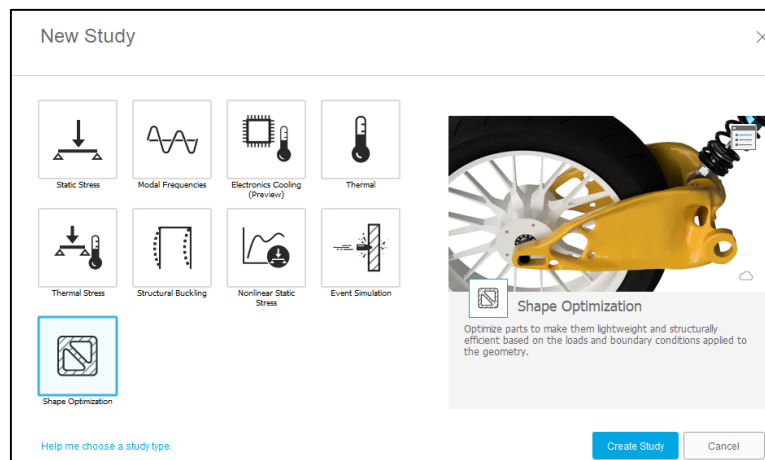 New Study
Static Stress
Modal Frequencies
Electronics Cooling
(Preview)
Thermal
Thermal Stress
Structural Buckling
Nonlinear Static
Stress
Event Simulation
Shape Optimization
Shape Optimization
Optimize parts to make them lightweight and structurally
efficient based on the loads and boundary conditions applied to
the geometry.
Help me choose a study type.
Create Study
Cancel